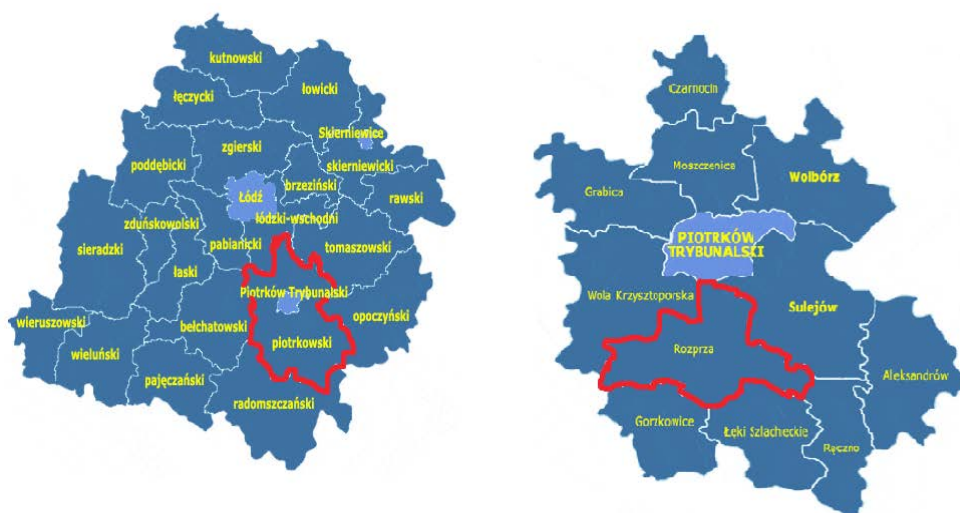 kutnowski
łowicki
łęczycki
Skierniewice
zgierski
poddębicki
skierniewicki
brzeziński
Łódź
rawski
łódzki-wschodni
zduńskowolski
pabianicki
tomaszowski
sieradzki
łaski
Piotrków Trybunalski
opoczyński
wieruszowski
bełchatowski
piotrkowski
wieluński
pajęczański
radomszczański
Czarnocin
Moszczenica
Wolbórz
Grabica
PIOTRKÓW
TRYBUNALSKI
Wola Krzysztoporska
Sulejów
Rozprza
Aleksandrów
Gorzkowice
Łęki Szlacheckie
Ręczno